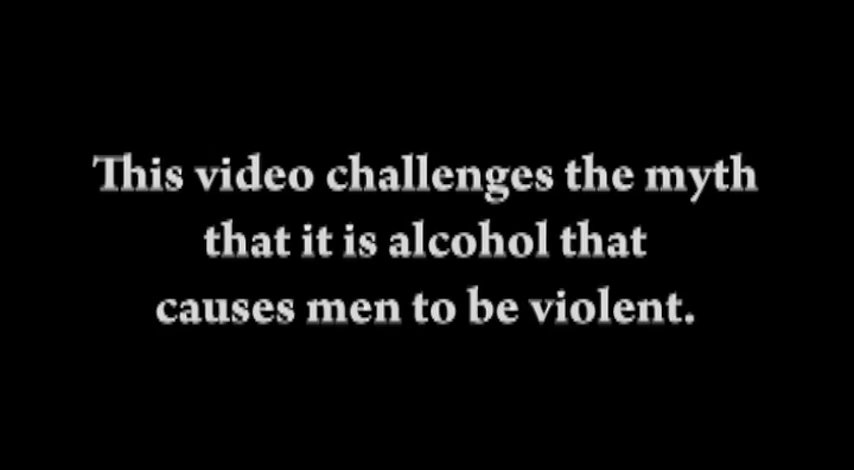 This video challenges the myth
that it is alcohol that
causes men to be violent.